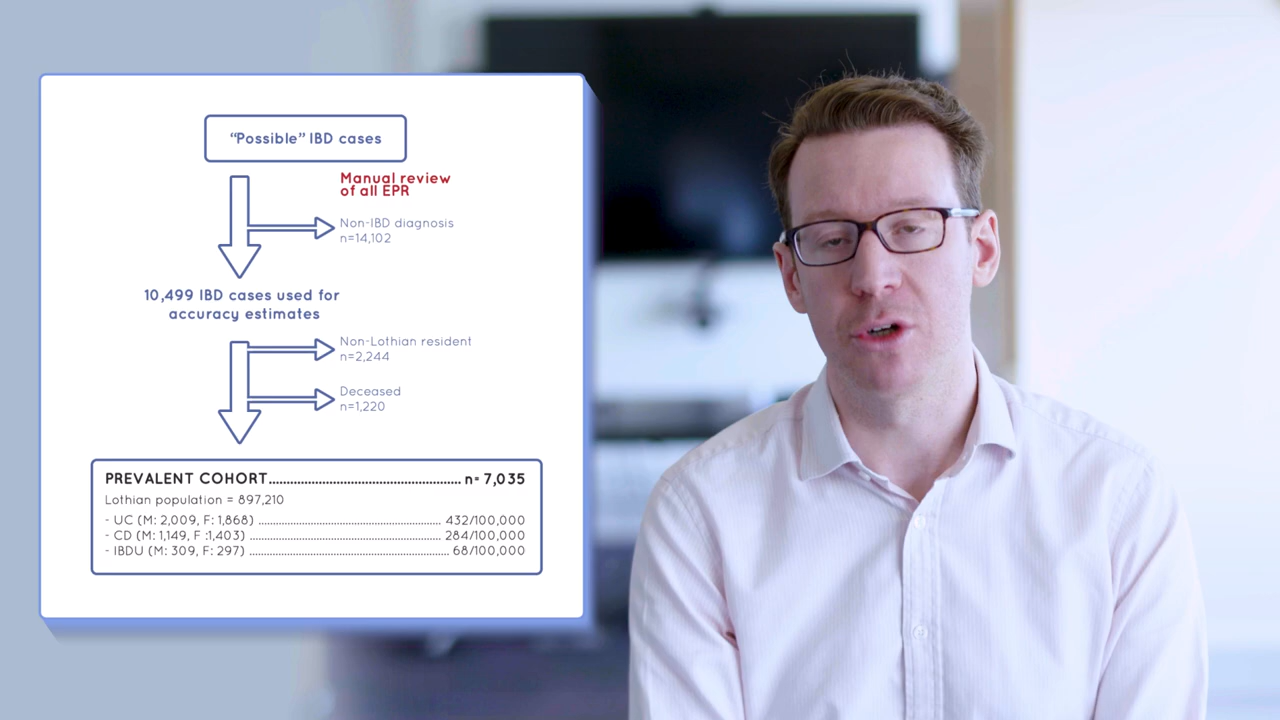 “Possible” IBD cases
Manual review
of all EPR
Non-IBD diagnosis
n=14,102
10,499 IBD cases used for
accuracy estimates
Non-Lothian resident
n=2,244
Deceased
n=1,220
PREVALENT COHORT................................................................ n= 7,035
Lothian population = 897,210
- UC (M: 2,009, F: 1,868) ................................................................ 432/100,000
- CD (M: 1,149, F :1,403) ................................................................ 284/100,000
- IBDU (M: 309, F: 297) ................................................................ 68/100,000